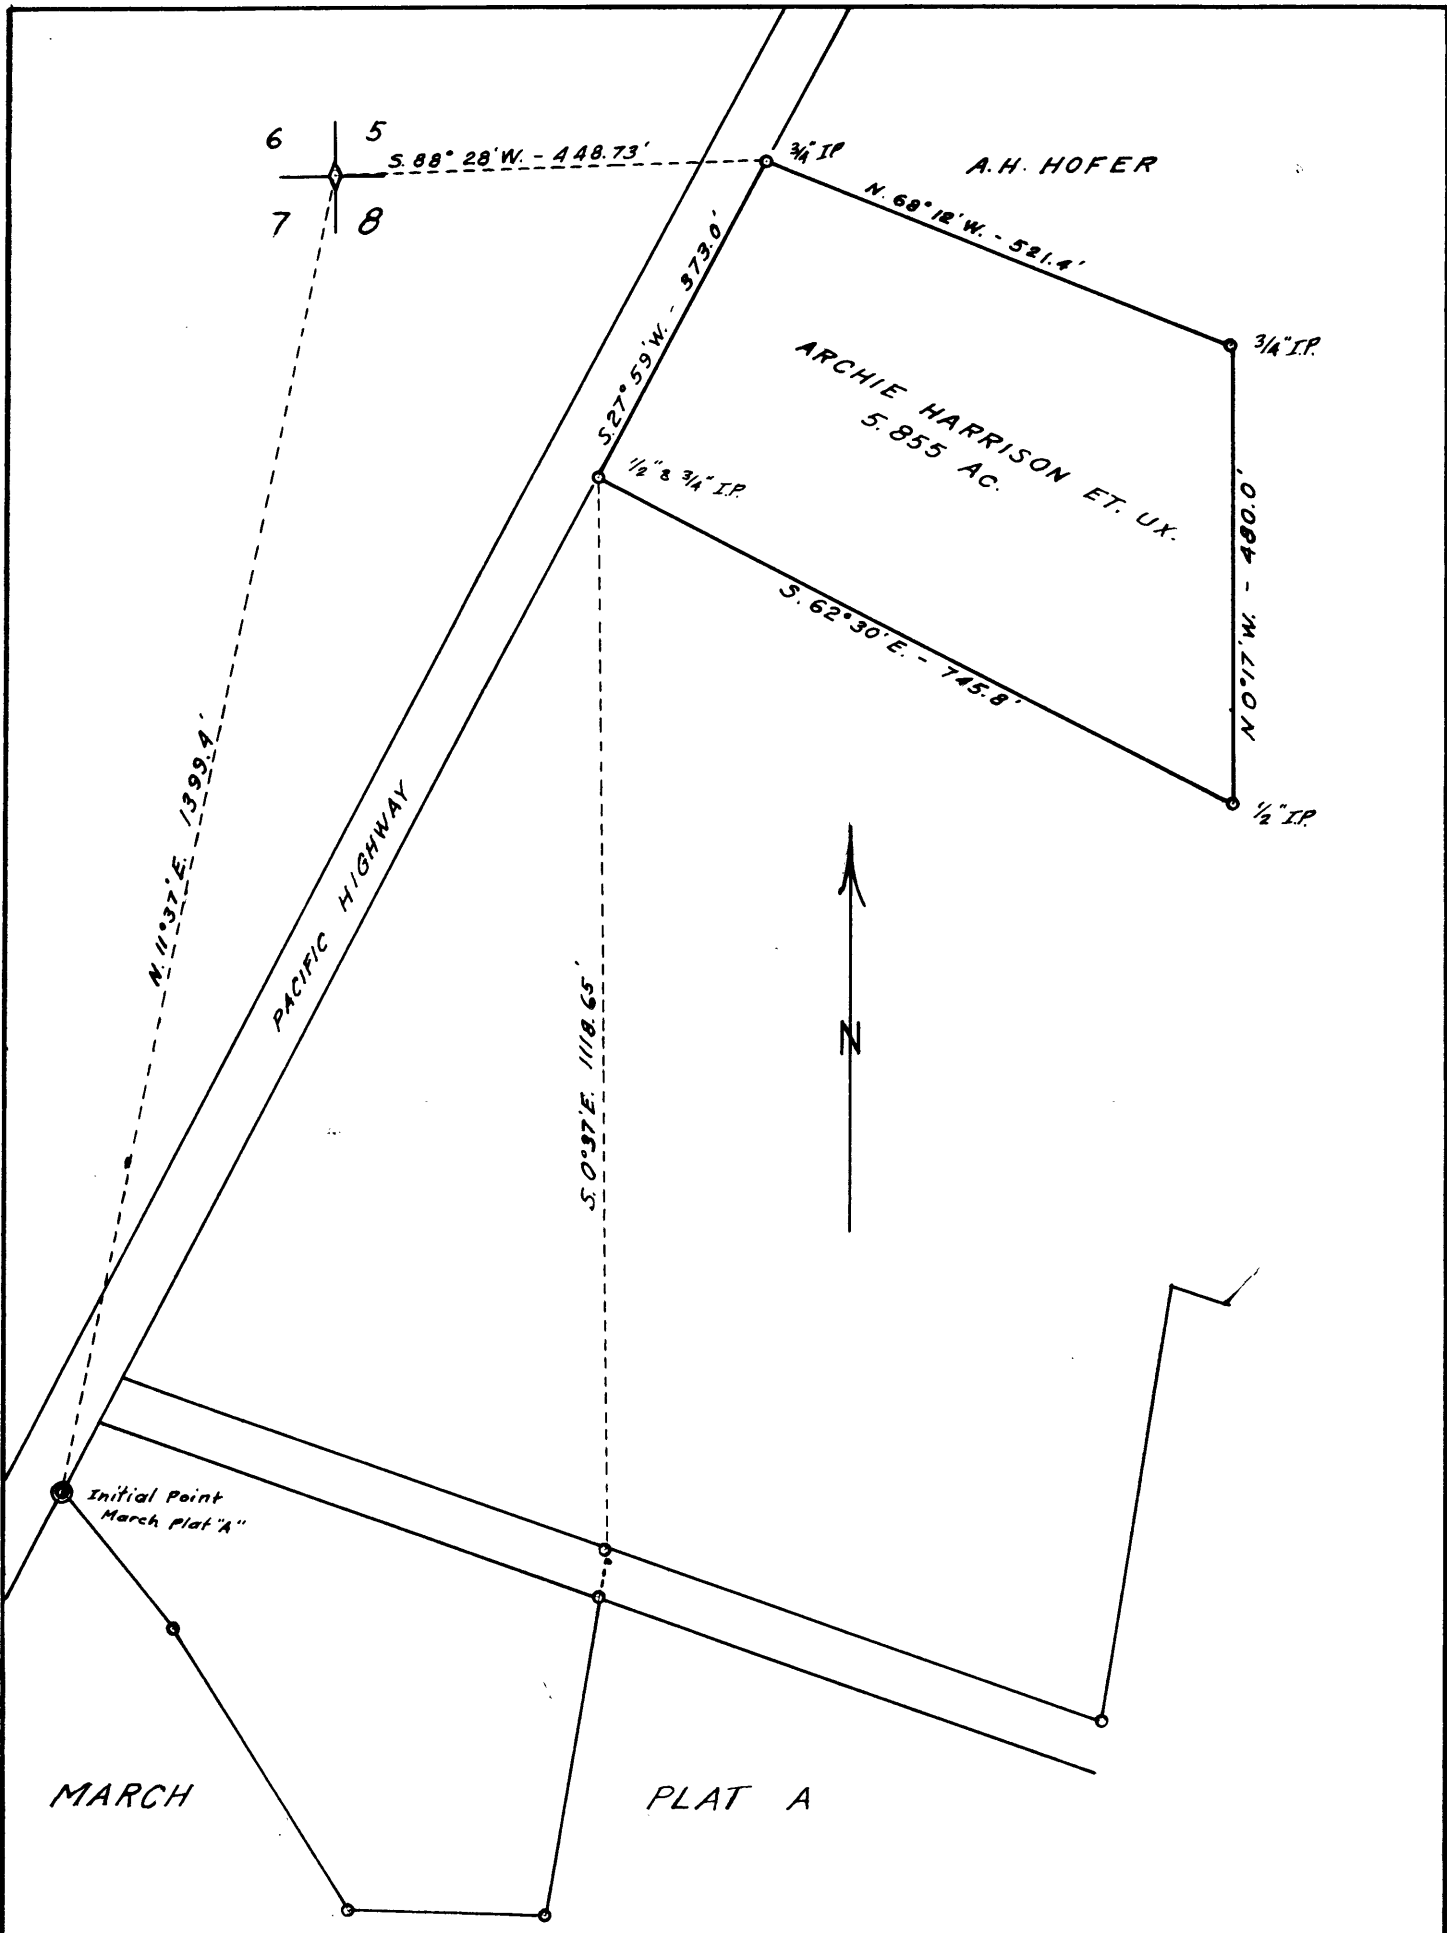 6 5
7 8
S. 88° 28' W. - 448.73'
3/4" IP
A.H. HOFER
N. 68° 12' W. - 521.4'
S. 27° 59' W. - 373.0'
3/4" I.P.
ARCHIE HARRISON ET. UX.
5.855 AC.
1/2" & 3/4" I.P.
N 0° 17' W. - 480.0'
S. 62° 30' E. - 745.8'
1/2" I.P.
N. 11° 37' E. 1399.4'
PACIFIC HIGHWAY
S. 0° 37' E. 1118.65'
N
Initial Point
March Plat "A"
MARCH PLAT A